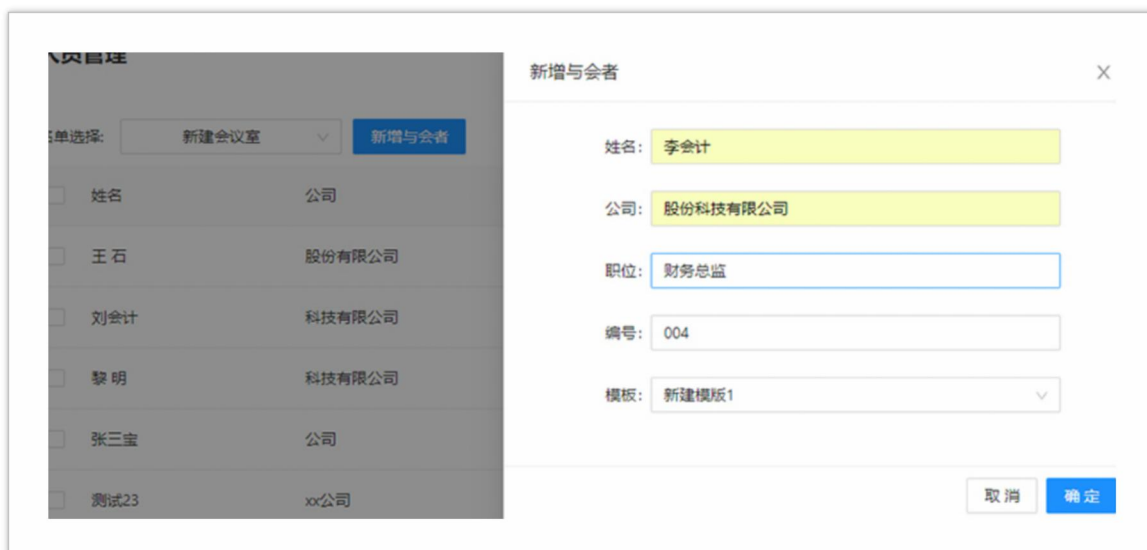 人员管理
名单选择: 新建会议室 新增与会者
姓名 公司
王 石 股份有限公司
刘会计 科技有限公司
黎 明 科技有限公司
张三宝 公司
测试23 xx公司
新增与会者
姓名: 李会计
公司: 股份科技有限公司
职位: 财务总监
编号: 004
模板: 新建模版1
取 消 确 定